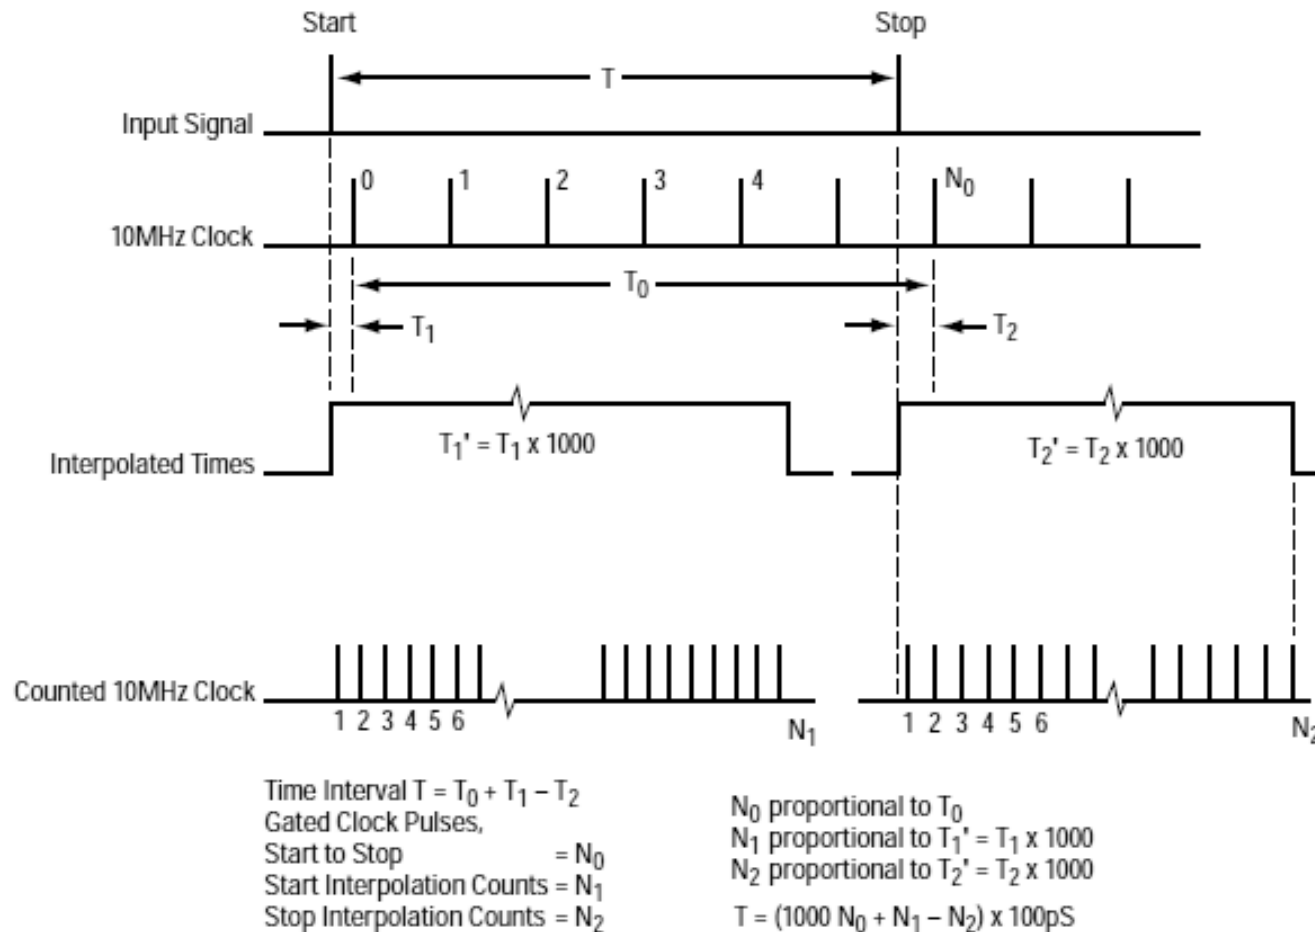 Start
Stop
T
Input Signal
0 1 2 3 4 N₀
10MHz Clock
T₀
T₁
T₂
T₁' = T₁ x 1000
T₂' = T₂ x 1000
Interpolated Times
Counted 10MHz Clock
1 2 3 4 5 6
N₁
1 2 3 4 5 6
N₂
Time Interval T = T₀ + T₁ – T₂
Gated Clock Pulses,
Start to Stop = N₀
Start Interpolation Counts = N₁
Stop Interpolation Counts = N₂
N₀ proportional to T₀
N₁ proportional to T₁' = T₁ x 1000
N₂ proportional to T₂' = T₂ x 1000
T = (1000 N₀ + N₁ – N₂) x 100pS